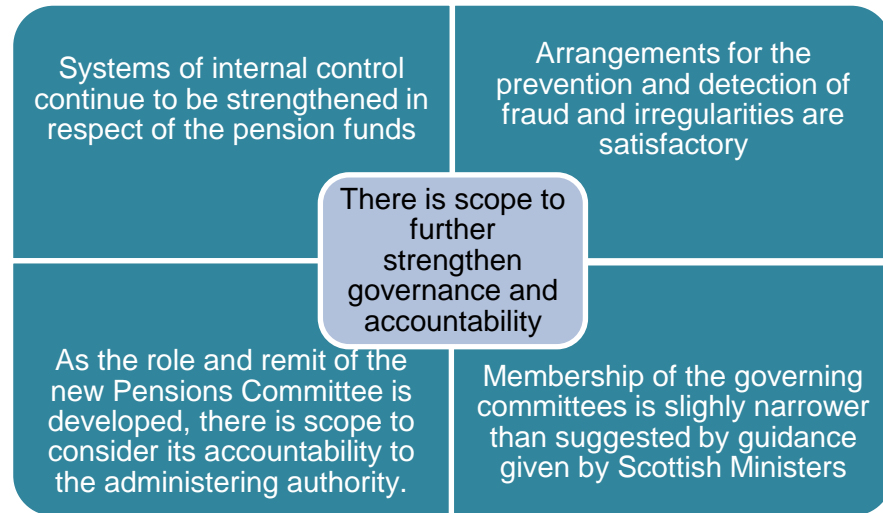 Systems of internal control
continue to be strengthened in
respect of the pension funds
Arrangements for the
prevention and detection of
fraud and irregularities are
satisfactory
There is scope to
further
strengthen
governance and
accountability
As the role and remit of the
new Pensions Committee is
developed, there is scope to
consider its accountability to
the administering authority.
Membership of the governing
committees is slighly narrower
than suggested by guidance
given by Scottish Ministers